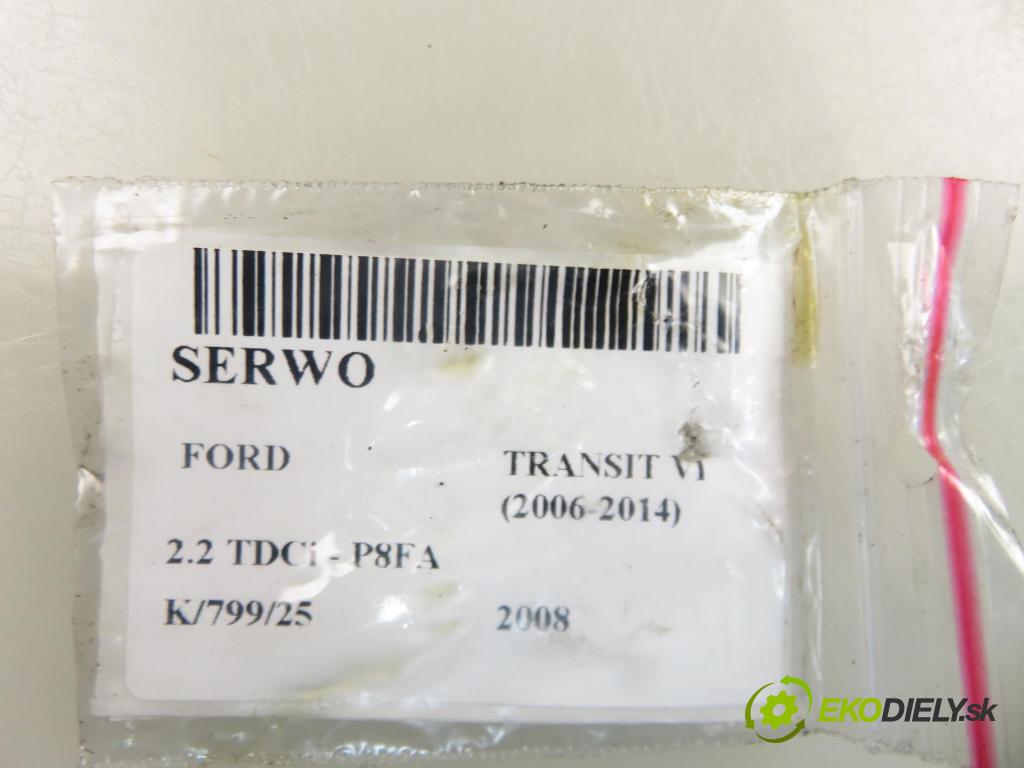 SERWO
FORD TRANSIT VI
(2006-2014)
2.2 TDCi - P8FA
K/799/25 2008
EKODIELY.sk